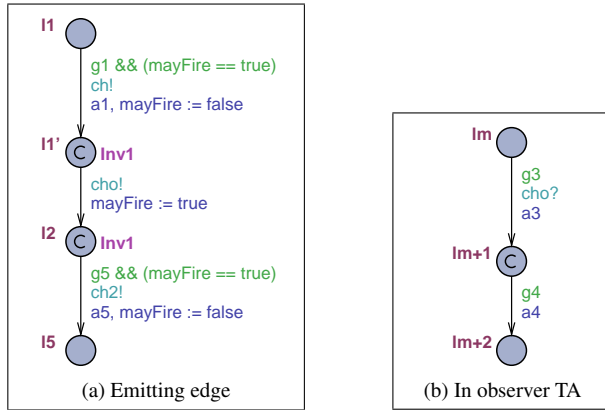 l1
g1 && (mayFire == true)
ch!
a1, mayFire := false
l1'
C
Inv1
cho!
mayFire := true
l2
C
Inv1
g5 && (mayFire == true)
ch2!
a5, mayFire := false
l5
(a) Emitting edge
lm
g3
cho?
a3
lm+1
C
g4
a4
lm+2
(b) In observer TA